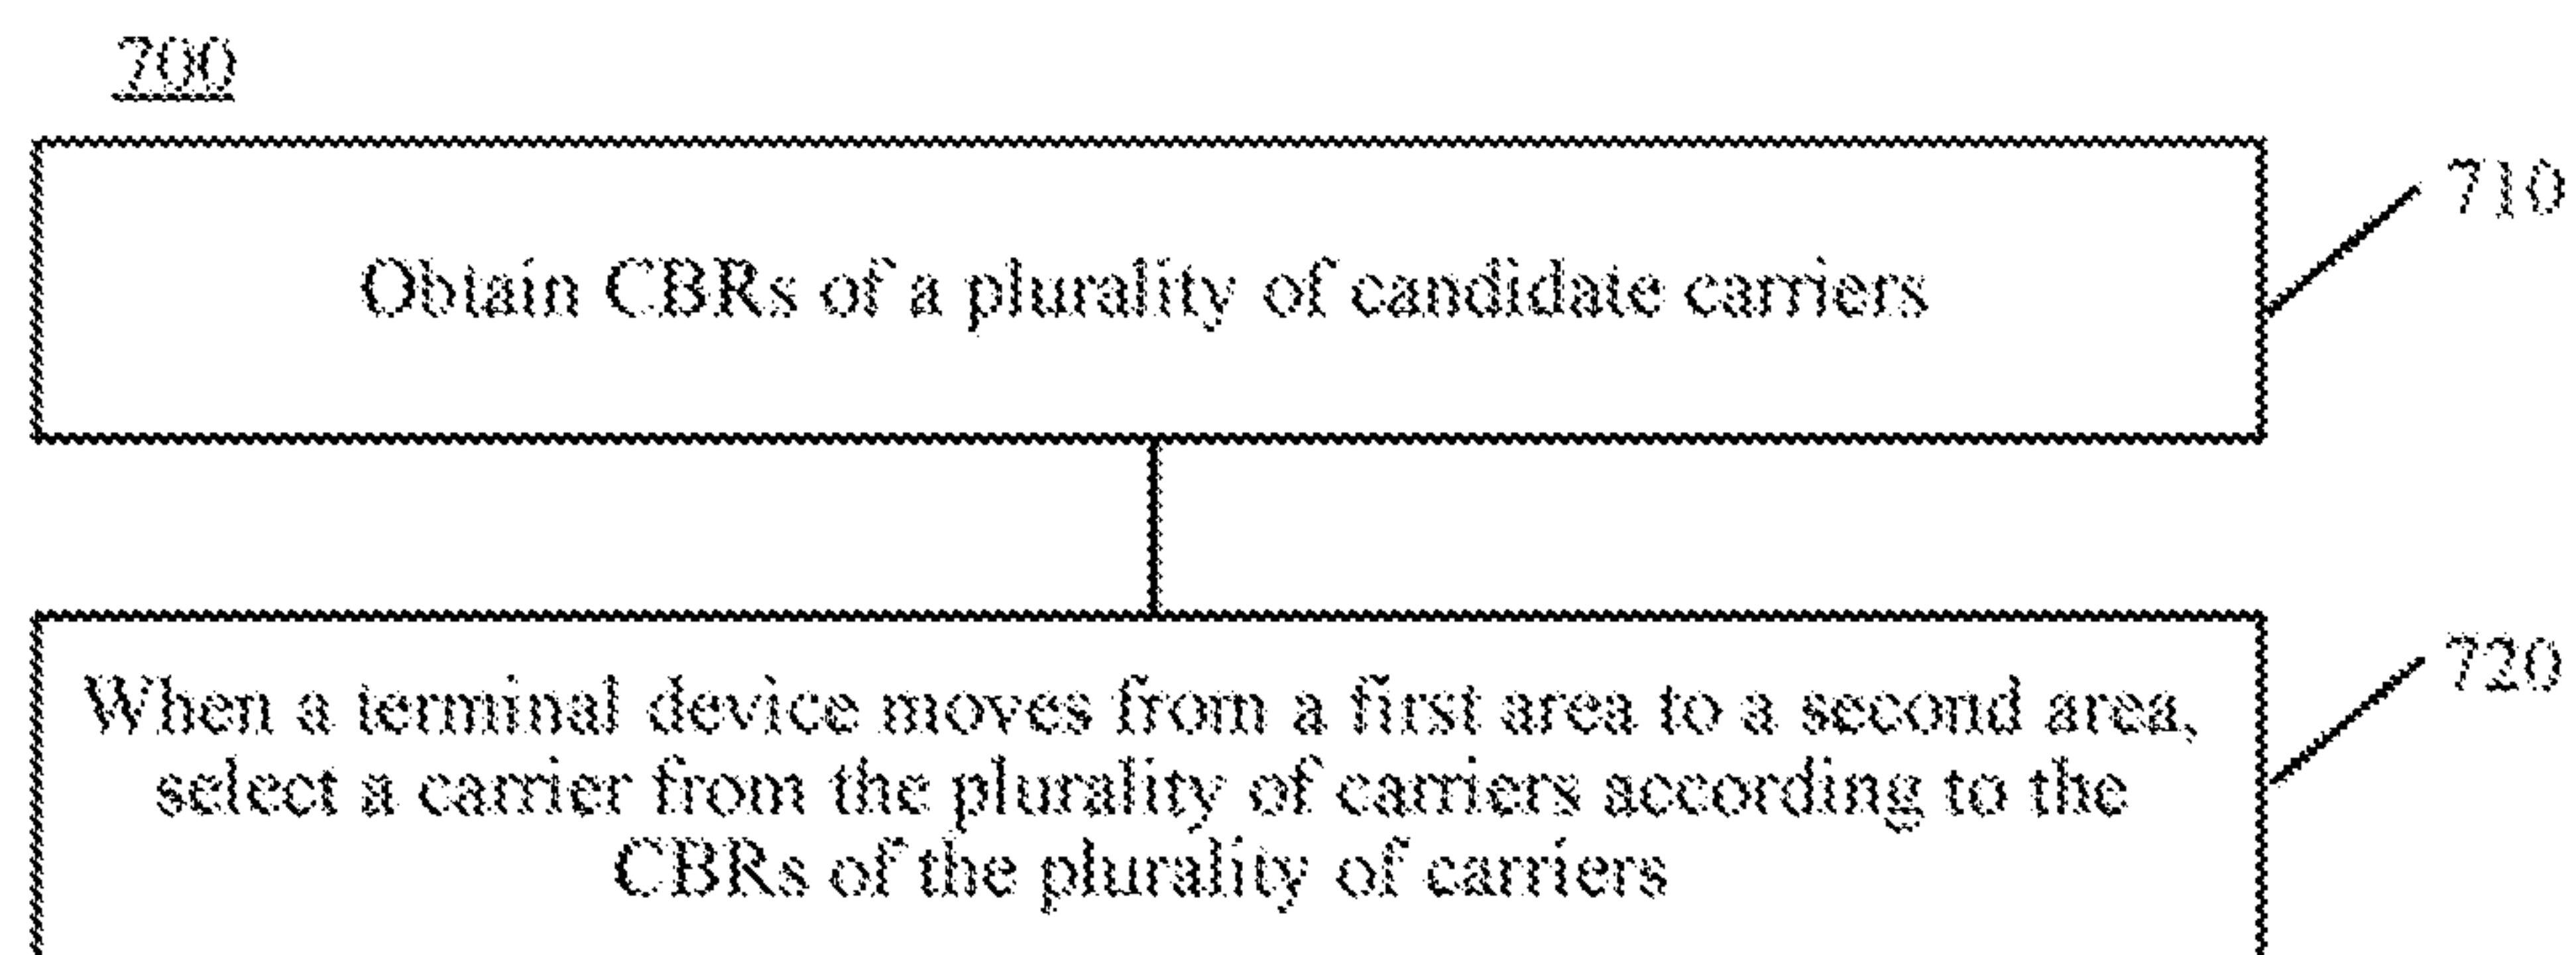 700
Obtain CBRs of a plurality of candidate carriers
710
When a terminal device moves from a first area to a second area,
select a carrier from the plurality of carriers according to the
CBRs of the plurality of carriers
720